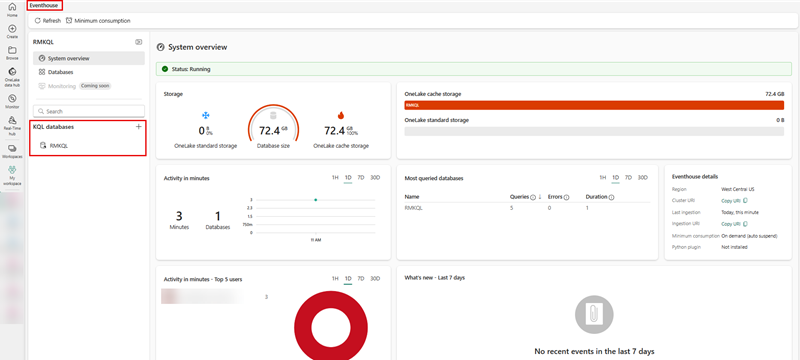 Eventhouse
Refresh Minimum consumption
Home
Create
Browse
OneLake data hub
Monitor
Real-Time hub
Workspaces
My workspace
RMKQL
System overview
Databases
Monitoring Coming soon
Search
KQL databases +
RMKQL
System overview
Status: Running
Storage
0 B 0%
OneLake standard storage
72.4 GB
Database size
72.4 GB 100%
OneLake cache storage
OneLake cache storage 72.4 GB
RMKQL
OneLake standard storage 0 B
Activity in minutes 1H 1D 7D 30D
3
Minutes
1
Databases
3
2.3
1.5
750m
0
11 AM
Most queried databases 1H 1D 7D 30D
Name Queries Errors Duration
RMKQL 5 0 1
Eventhouse details
Region West Central US
Cluster URI Copy URI
Last ingestion Today, this minute
Ingestion URI Copy URI
Minimum consumption On demand (auto suspend)
Python plugin Not installed
Activity in minutes - Top 5 users 1H 1D 7D 30D
3
What's new - Last 7 days
No recent events in the last 7 days